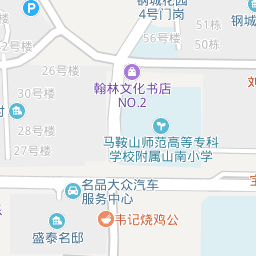 钢城花园
4号门岗
51栋
钢城
56号楼
50栋
26号楼
翰林文化书店
NO.2
30号楼
28号楼
27号楼
马鞍山师范高等专科
学校附属山南小学
名品大众汽车
服务中心
韦记烧鸡公
盛泰名邸